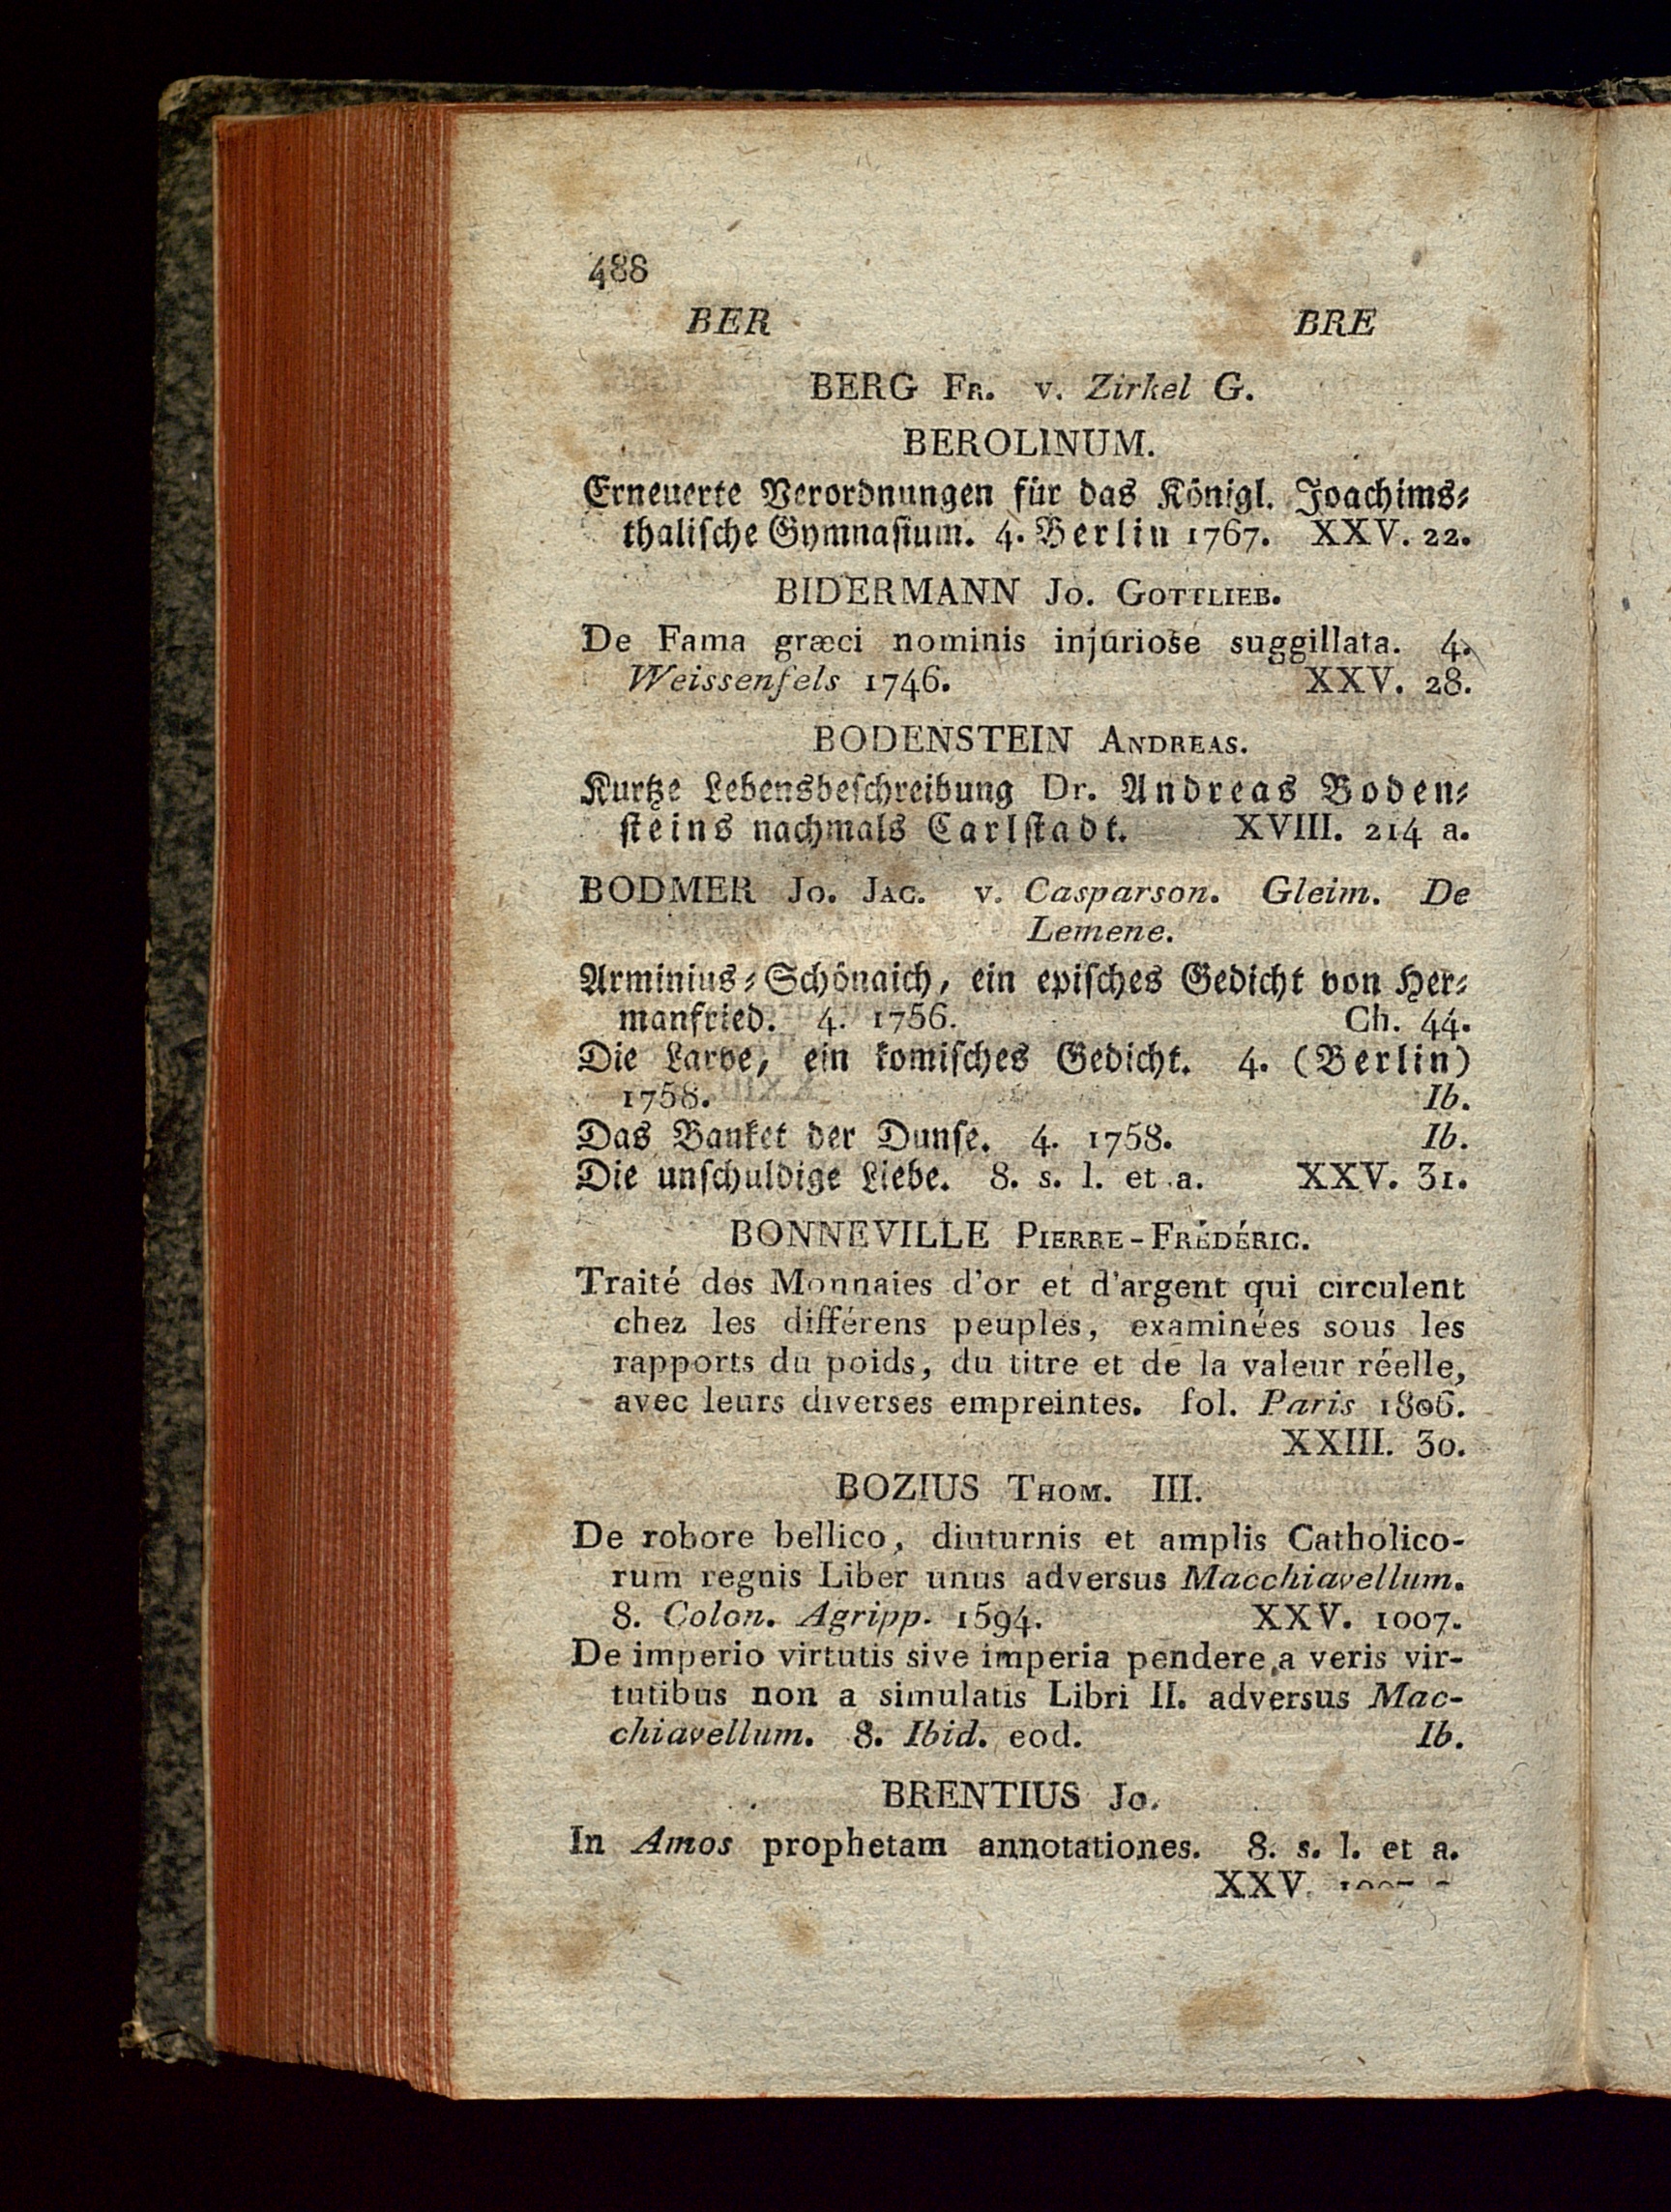 488
BER BRE
BERG Fr. v. Zirkel G.
BEROLINUM.
Erneuerte Verordnungen für das Königl. Joachims-
thalische Gymnasium. 4. Berlin 1767. XXV. 22.
BIDERMANN Jo. Gottlieb.
De Fama græci nominis injuriose suggillata. 4.
Weissenfels 1746. XXV. 28.
BODENSTEIN Andreas.
Kurtze Lebensbeschreibung Dr. Andreas Boden-
steins nachmals Carlstadt. XVIII. 214 a.
BODMER Jo. Jac. v. Casparson. Gleim. De
Lemene.
Arminius-Schönaich, ein episches Gedicht von Her-
manfried. 4. 1756. Ch. 44.
Die Larve, ein komisches Gedicht. 4. (Berlin)
1758. Ib.
Das Banket der Dunse. 4. 1758. Ib.
Die unschuldige Liebe. 8. s. l. et a. XXV. 31.
BONNEVILLE Pierre-Frédéric.
Traité des Monnaies d'or et d'argent qui circulent
chez les différens peuples, examinées sous les
rapports du poids, du titre et de la valeur réelle,
avec leurs diverses empreintes. fol. Paris 1806.
XXIII. 30.
BOZIUS Thom. III.
De robore bellico, diuturnis et amplis Catholico-
rum regnis Liber unus adversus Macchiavellum.
8. Colon. Agripp. 1594. XXV. 1007.
De imperio virtutis sive imperia pendere a veris vir-
tutibus non a simulatis Libri II. adversus Mac-
chiavellum. 8. Ibid. eod. Ib.
BRENTIUS Jo.
In Amos prophetam annotationes. 8. s. l. et a.
XXV.